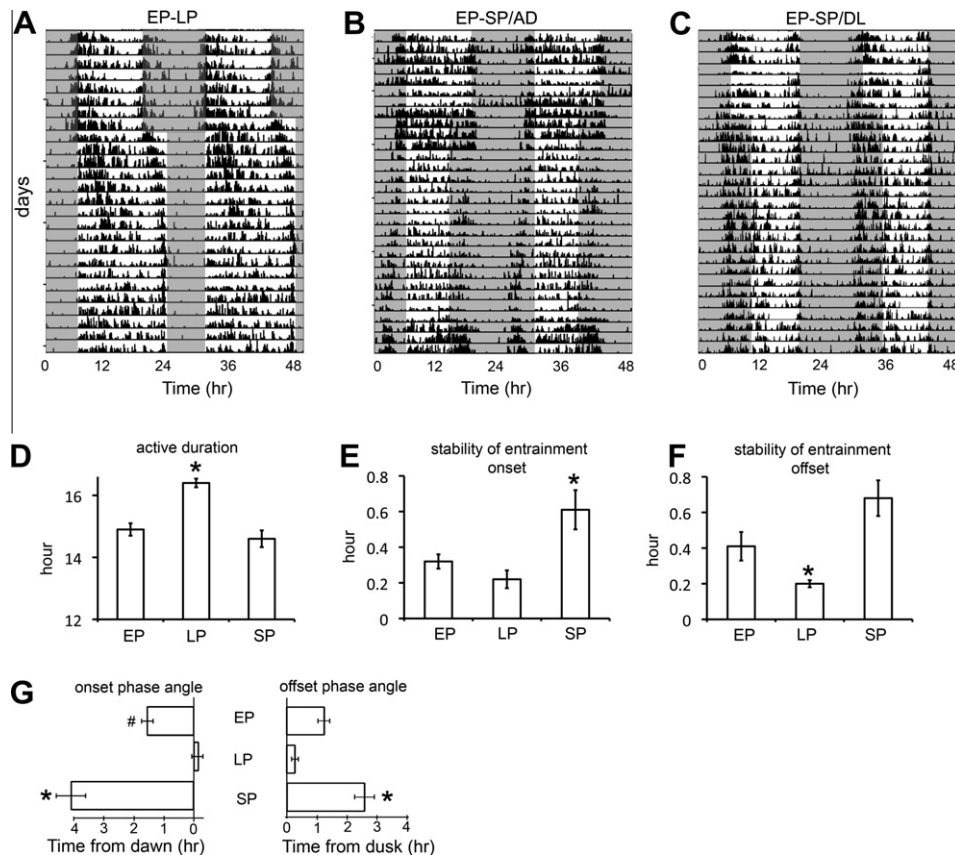 A EP-LP
B EP-SP/AD
C EP-SP/DL
days
0 12 24 36 48
Time (hr)
0 12 24 36 48
Time (hr)
0 12 24 36 48
Time (hr)
D active duration
*
16
14
12
hour
EP LP SP
E stability of entrainment
onset
*
0.8
0.6
0.4
0.2
0
hour
EP LP SP
F stability of entrainment
offset
*
0.8
0.6
0.4
0.2
0
hour
EP LP SP
G onset phase angle
offset phase angle
# EP
LP
* SP *
4 3 2 1 0
Time from dawn (hr)
0 1 2 3 4
Time from dusk (hr)